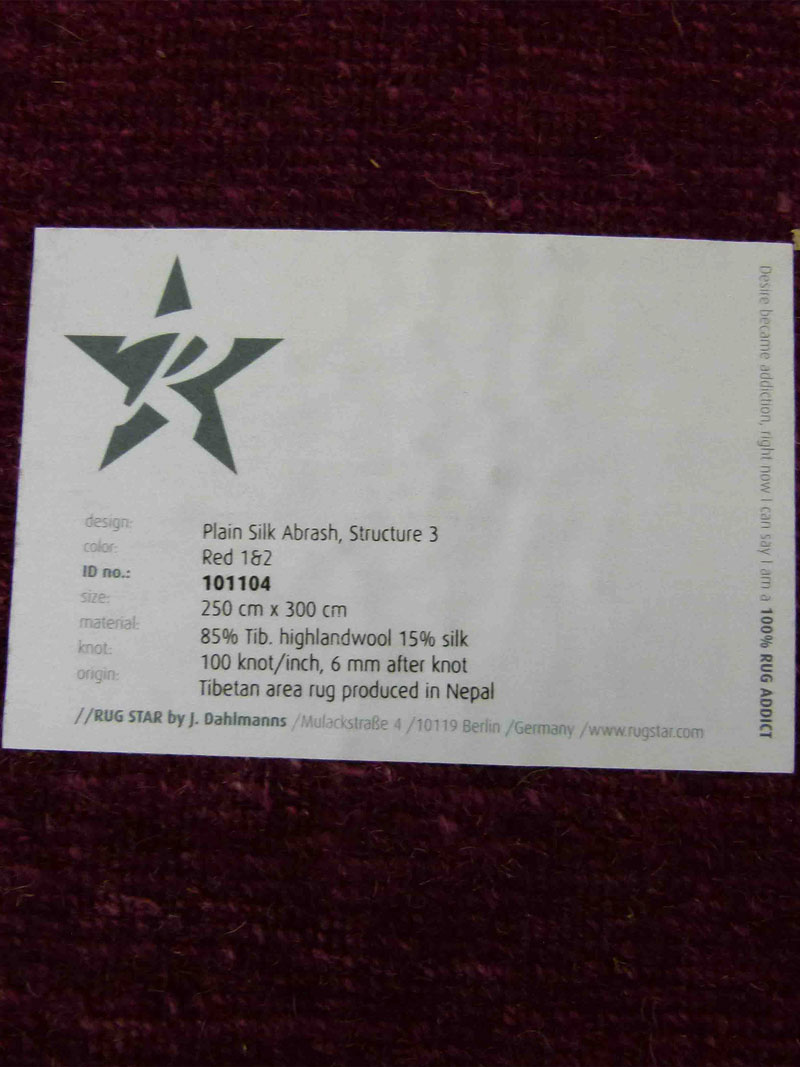 design: Plain Silk Abrash, Structure 3
color: Red 1&2
ID no.: 101104
size: 250 cm x 300 cm
material: 85% Tib. highlandwool 15% silk
knot: 100 knot/inch, 6 mm after knot
origin: Tibetan area rug produced in Nepal
//RUG STAR by J. Dahlmanns /Mulackstraße 4 /10119 Berlin /Germany /www.rugstar.com
Desire became addiction, right now I can say I am a 100% RUG ADDICT